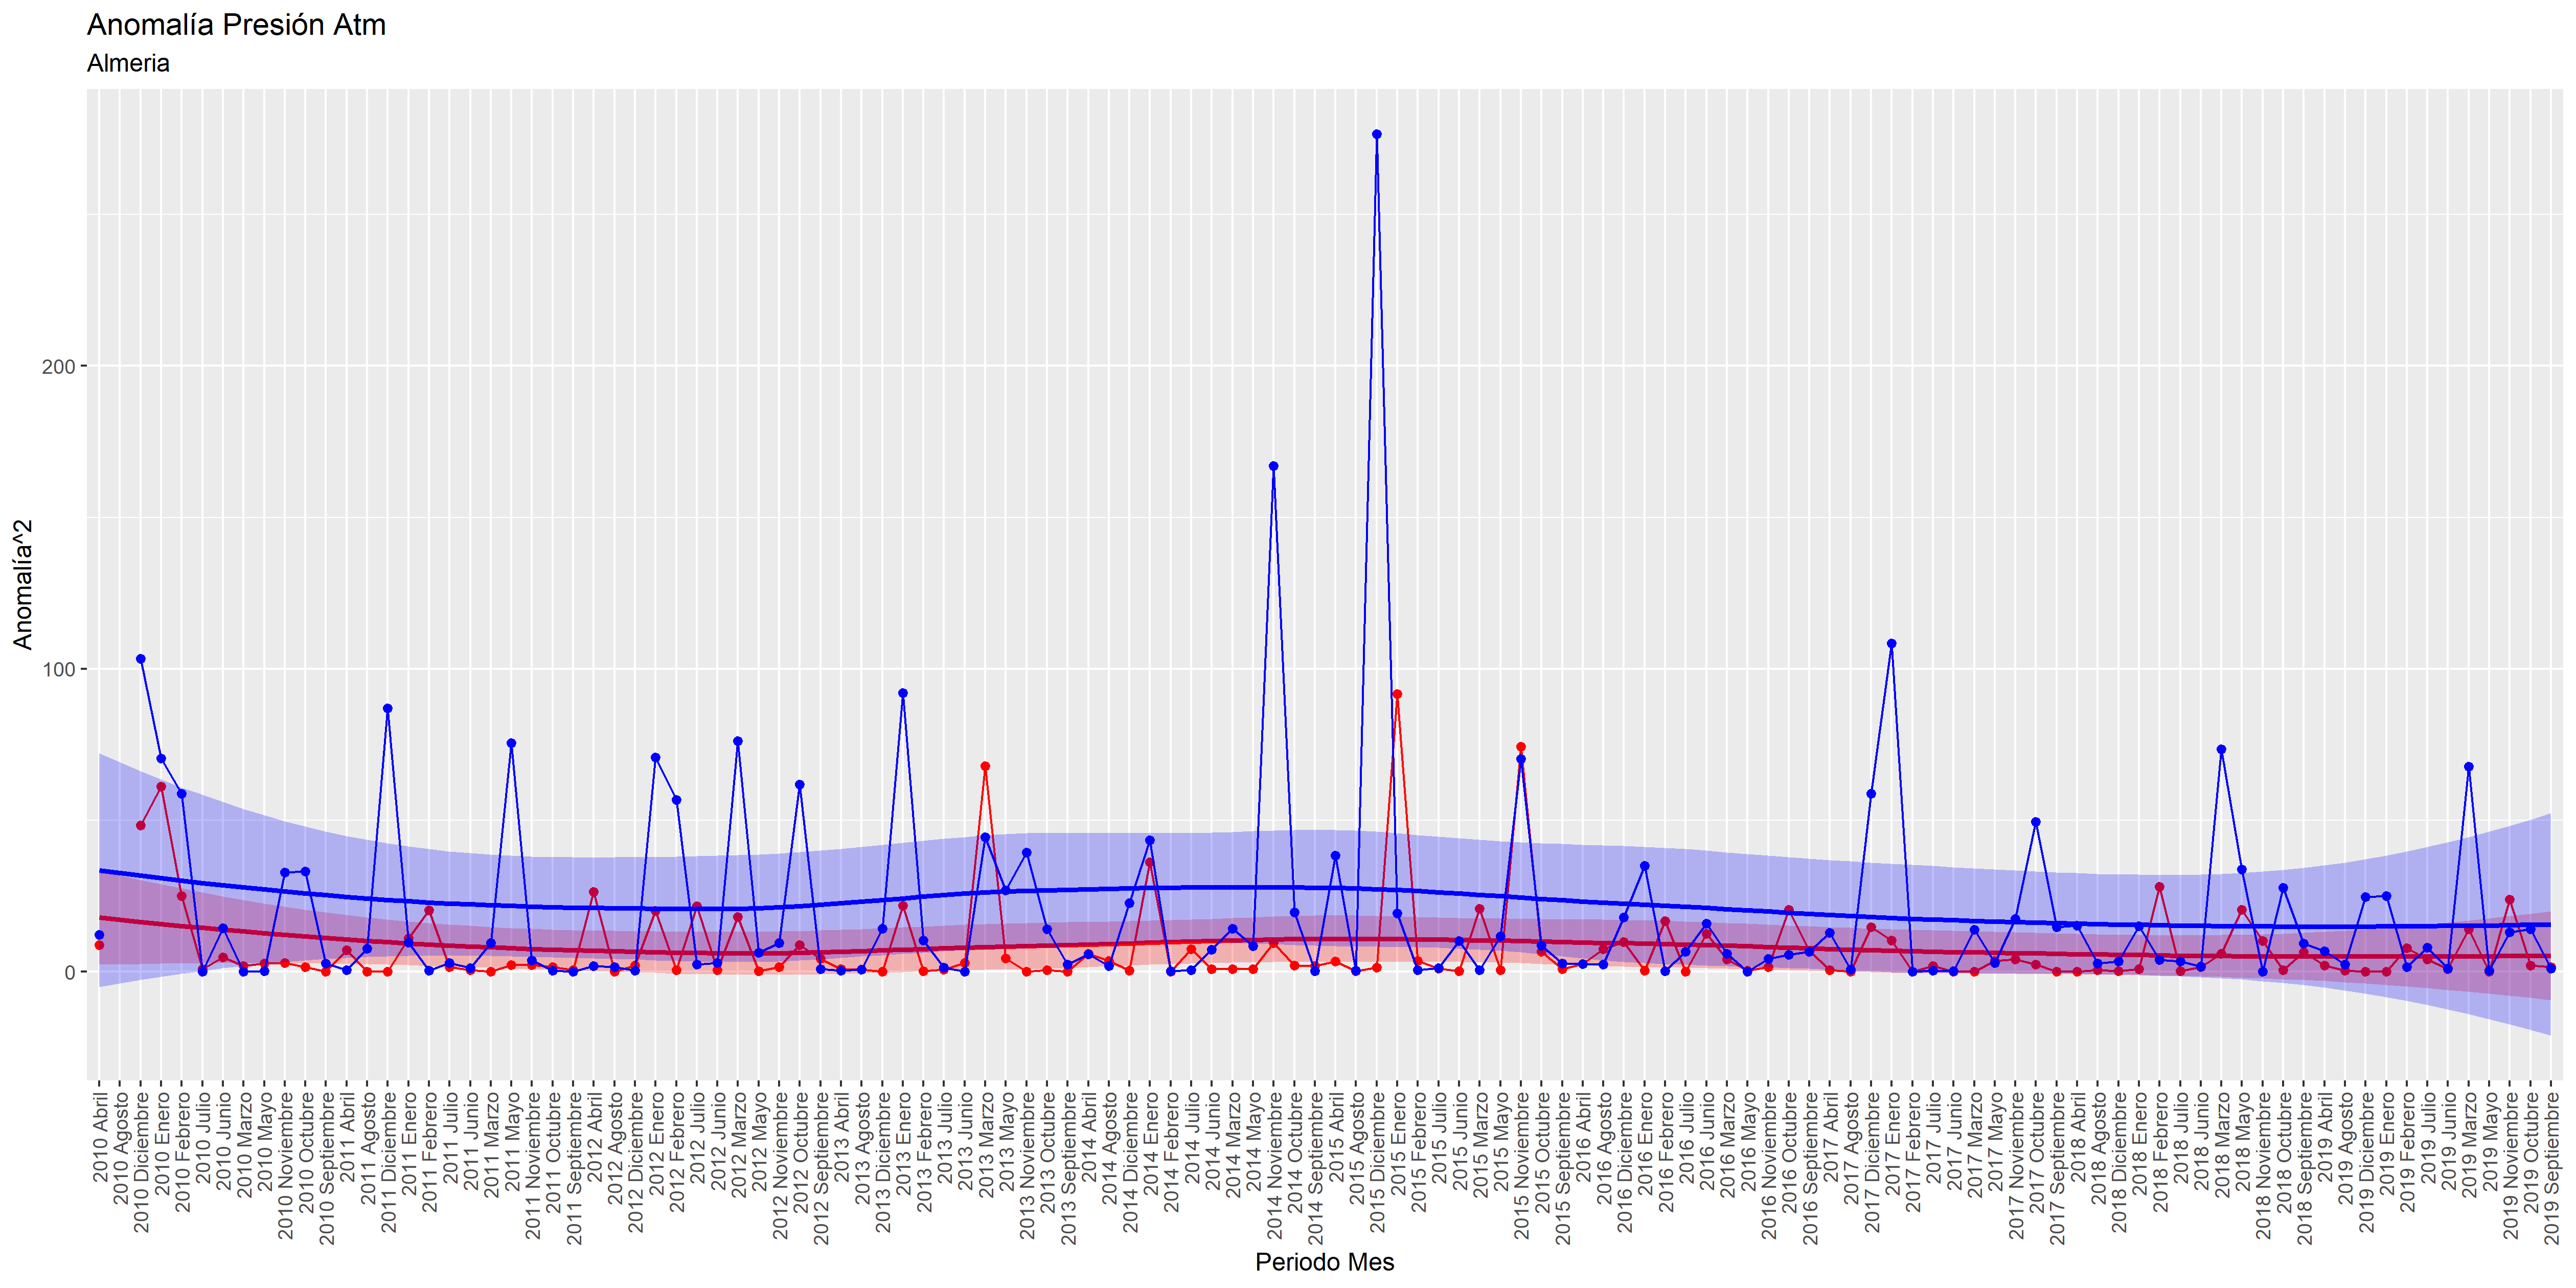 Anomalía Presión Atm
Almeria
Anomalía^2
200
100
0
2010 Abril
2010 Agosto
2010 Diciembre
2010 Enero
2010 Febrero
2010 Julio
2010 Junio
2010 Marzo
2010 Mayo
2010 Noviembre
2010 Octubre
2010 Septiembre
2011 Abril
2011 Agosto
2011 Diciembre
2011 Enero
2011 Febrero
2011 Julio
2011 Junio
2011 Marzo
2011 Mayo
2011 Noviembre
2011 Octubre
2011 Septiembre
2012 Abril
2012 Agosto
2012 Diciembre
2012 Enero
2012 Febrero
2012 Julio
2012 Junio
2012 Marzo
2012 Mayo
2012 Noviembre
2012 Octubre
2012 Septiembre
2013 Abril
2013 Agosto
2013 Diciembre
2013 Enero
2013 Febrero
2013 Julio
2013 Junio
2013 Marzo
2013 Mayo
2013 Noviembre
2013 Octubre
2013 Septiembre
2014 Abril
2014 Agosto
2014 Diciembre
2014 Enero
2014 Febrero
2014 Julio
2014 Junio
2014 Marzo
2014 Mayo
2014 Noviembre
2014 Octubre
2014 Septiembre
2015 Abril
2015 Agosto
2015 Diciembre
2015 Enero
2015 Febrero
2015 Julio
2015 Junio
2015 Marzo
2015 Mayo
2015 Noviembre
2015 Octubre
2015 Septiembre
2016 Abril
2016 Agosto
2016 Diciembre
2016 Enero
2016 Febrero
2016 Julio
2016 Junio
2016 Marzo
2016 Mayo
2016 Noviembre
2016 Octubre
2016 Septiembre
2017 Abril
2017 Agosto
2017 Diciembre
2017 Enero
2017 Febrero
2017 Julio
2017 Junio
2017 Marzo
2017 Mayo
2017 Noviembre
2017 Octubre
2017 Septiembre
2018 Abril
2018 Agosto
2018 Diciembre
2018 Enero
2018 Febrero
2018 Julio
2018 Junio
2018 Marzo
2018 Mayo
2018 Noviembre
2018 Octubre
2018 Septiembre
2019 Abril
2019 Agosto
2019 Diciembre
2019 Enero
2019 Febrero
2019 Julio
2019 Junio
2019 Marzo
2019 Mayo
2019 Noviembre
2019 Octubre
2019 Septiembre
Periodo Mes